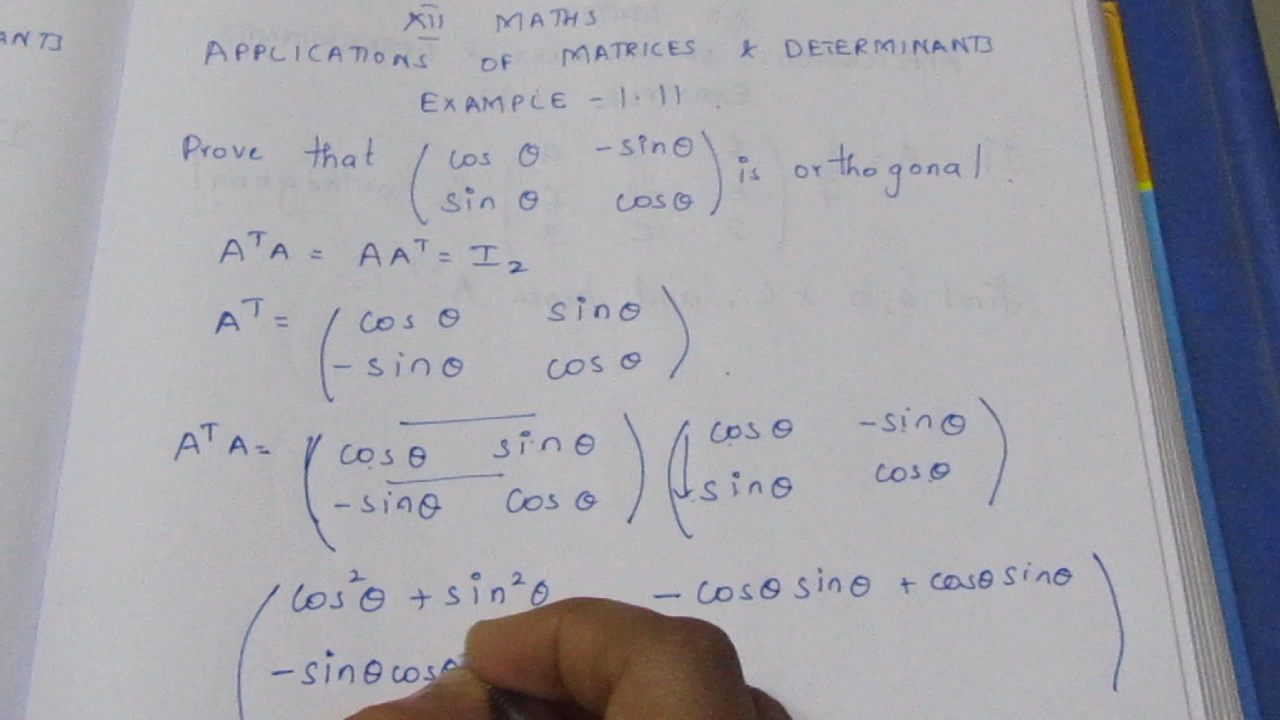 ANTS
XII MATHS
APPLICATIONS OF MATRICES & DETERMINANTS
EXAMPLE - 1.11.
Prove that ( cos θ -sinθ ) is orthogonal.
sin θ cosθ
AᵀA = AAᵀ = I₂
Aᵀ = ( cos θ sinθ )
-sinθ cos θ
AᵀA = ( cosθ sinθ ) ( cosθ -sinθ )
-sinθ cosθ sinθ cosθ
( cos²θ + sin²θ -cosθ sinθ + cosθ sinθ )
-sinθ cosθ